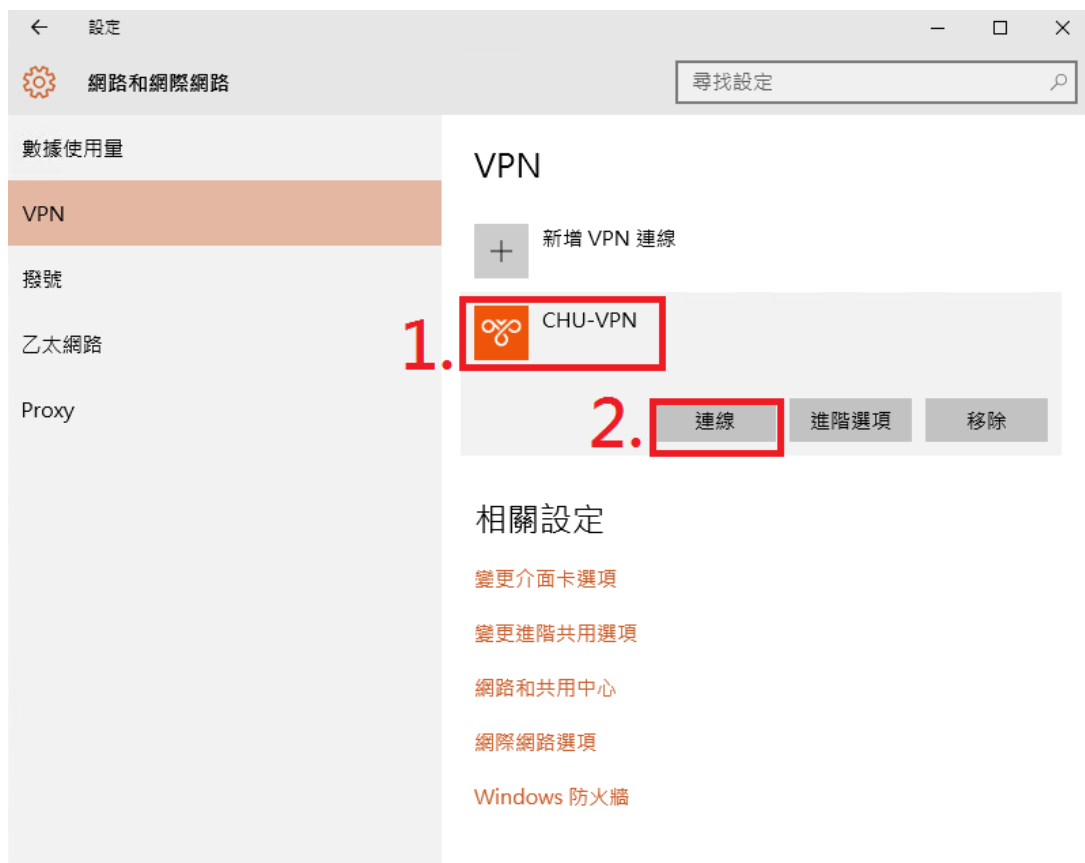 設定
網路和網際網路
尋找設定
數據使用量
VPN
撥號
乙太網路
Proxy
VPN
新增 VPN 連線
1.
CHU-VPN
2.
連線
進階選項
移除
相關設定
變更介面卡選項
變更進階共用選項
網路和共用中心
網際網路選項
Windows 防火牆